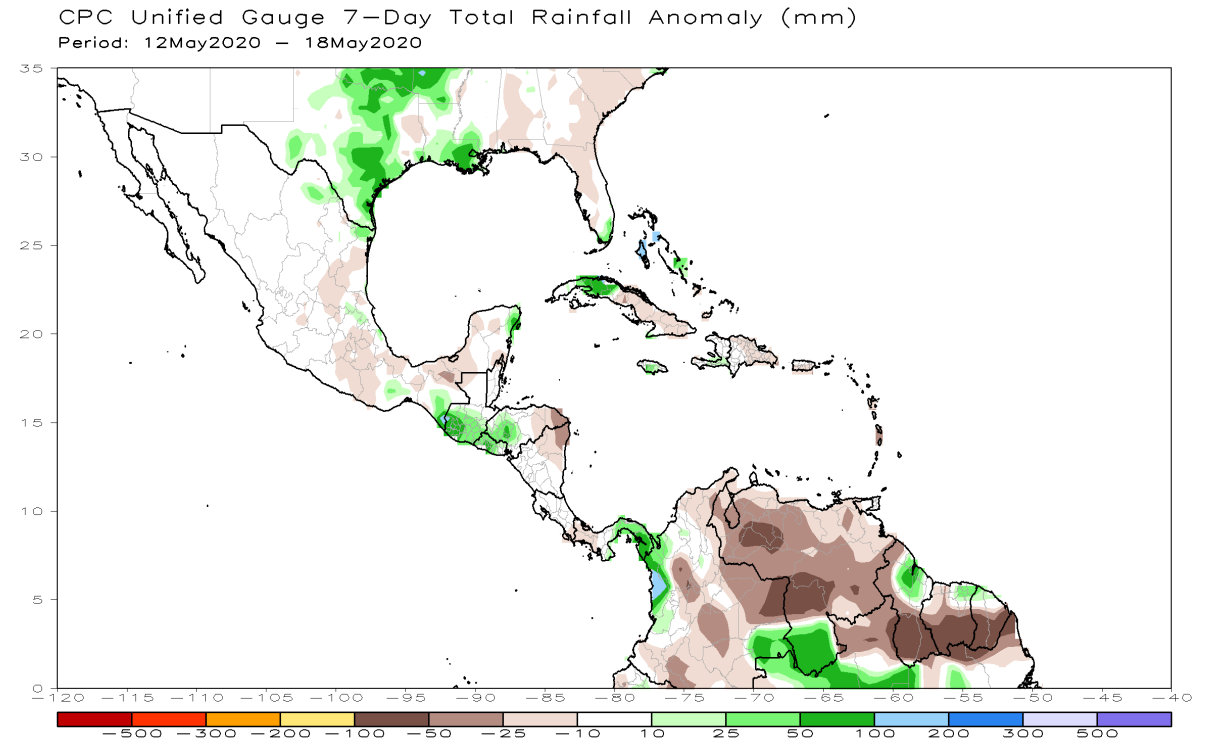 CPC Unified Gauge 7-Day Total Rainfall Anomaly (mm)
Period: 12May2020 - 18May2020
35
30
25
20
15
10
5
0
-120 -115 -110 -105 -100 -95 -90 -85 -80 -75 -70 -65 -60 -55 -50 -45 -40
-500 -300 -200 -100 -50 -25 -10 10 25 50 100 200 300 500